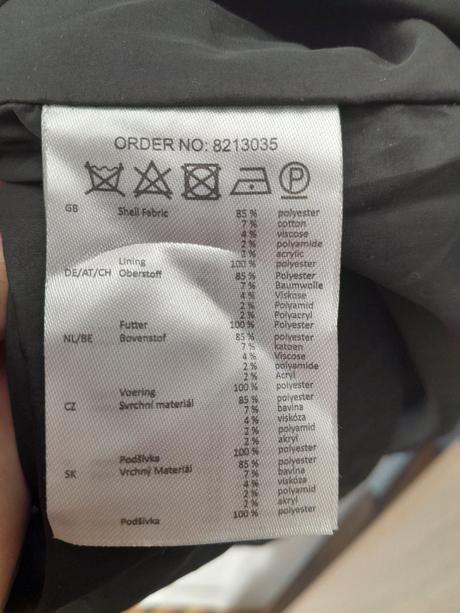 ORDER NO: 8213035
P
GB Shell Fabric 85 % polyester
7 % cotton
4 % viscose
2 % polyamide
2 % acrylic
Lining 100 % polyester
DE/AT/CH Oberstoff 85 % Polyester
7 % Baumwolle
4 % Viskose
2 % Polyamid
2 % Polyacryl
Futter 100 % Polyester
NL/BE Bovenstof 85 % polyester
7 % katoen
4 % Viscose
2 % polyamide
2 % Acryl
Voering 100 % polyester
CZ Svrchní materiál 85 % polyester
7 % bavlna
4 % viskóza
2 % polyamid
2 % akryl
Podšívka 100 % polyester
SK Vrchný Materiál 85 % polyester
7 % bavlna
4 % viskóza
2 % polyamid
2 % akryl
Podšívka 100 % polyester